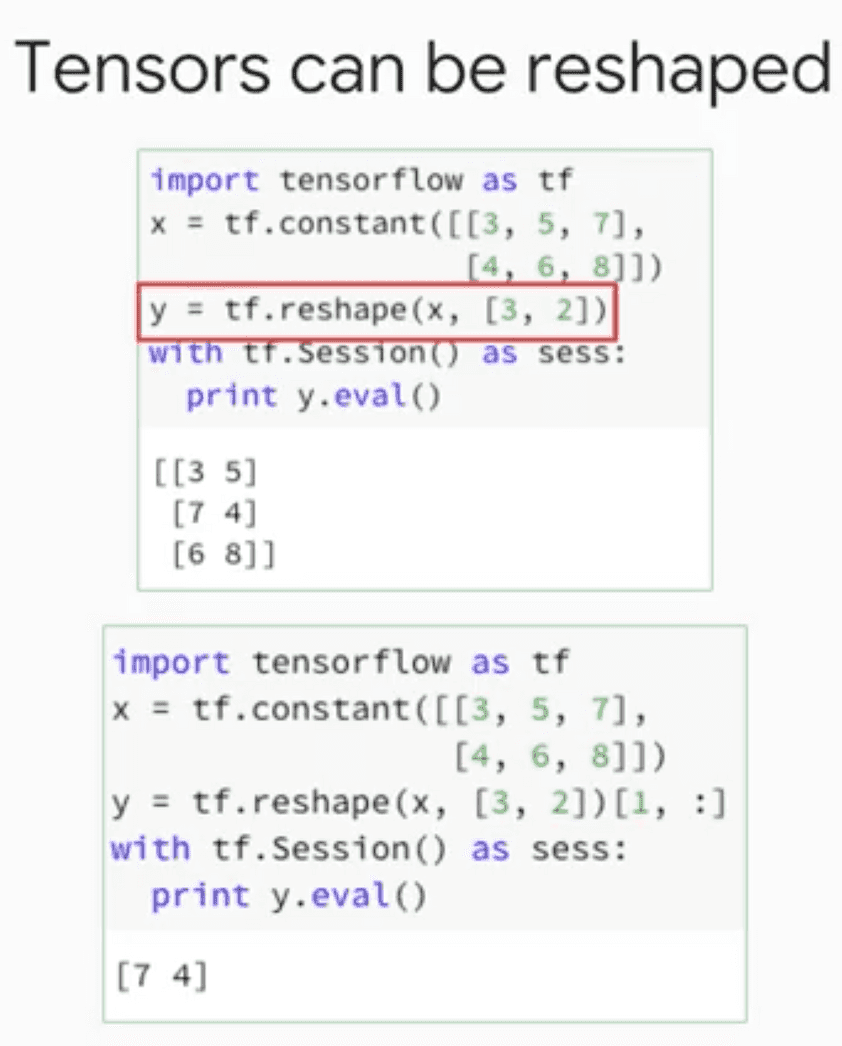 Tensors can be reshaped
import tensorflow as tf
x = tf.constant([[3, 5, 7],
                 [4, 6, 8]])
y = tf.reshape(x, [3, 2])
with tf.Session() as sess:
  print y.eval()
[[3 5]
 [7 4]
 [6 8]]
import tensorflow as tf
x = tf.constant([[3, 5, 7],
                 [4, 6, 8]])
y = tf.reshape(x, [3, 2])[1, :]
with tf.Session() as sess:
  print y.eval()
[7 4]